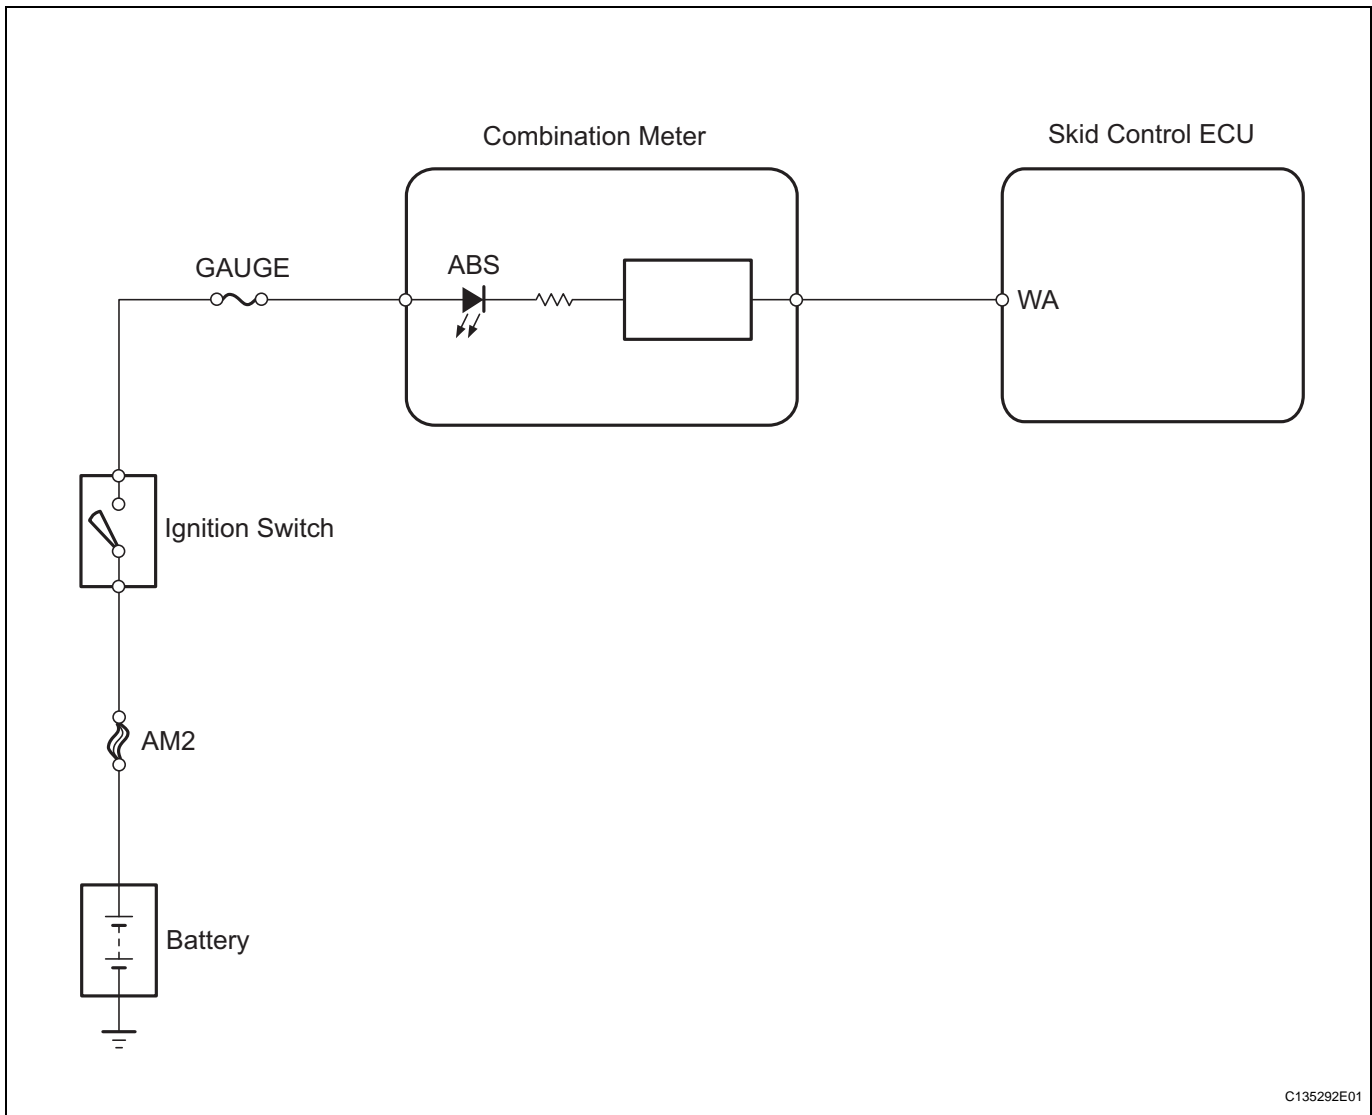 Combination Meter
Skid Control ECU
GAUGE
ABS
WA
Ignition Switch
AM2
Battery
C135292E01